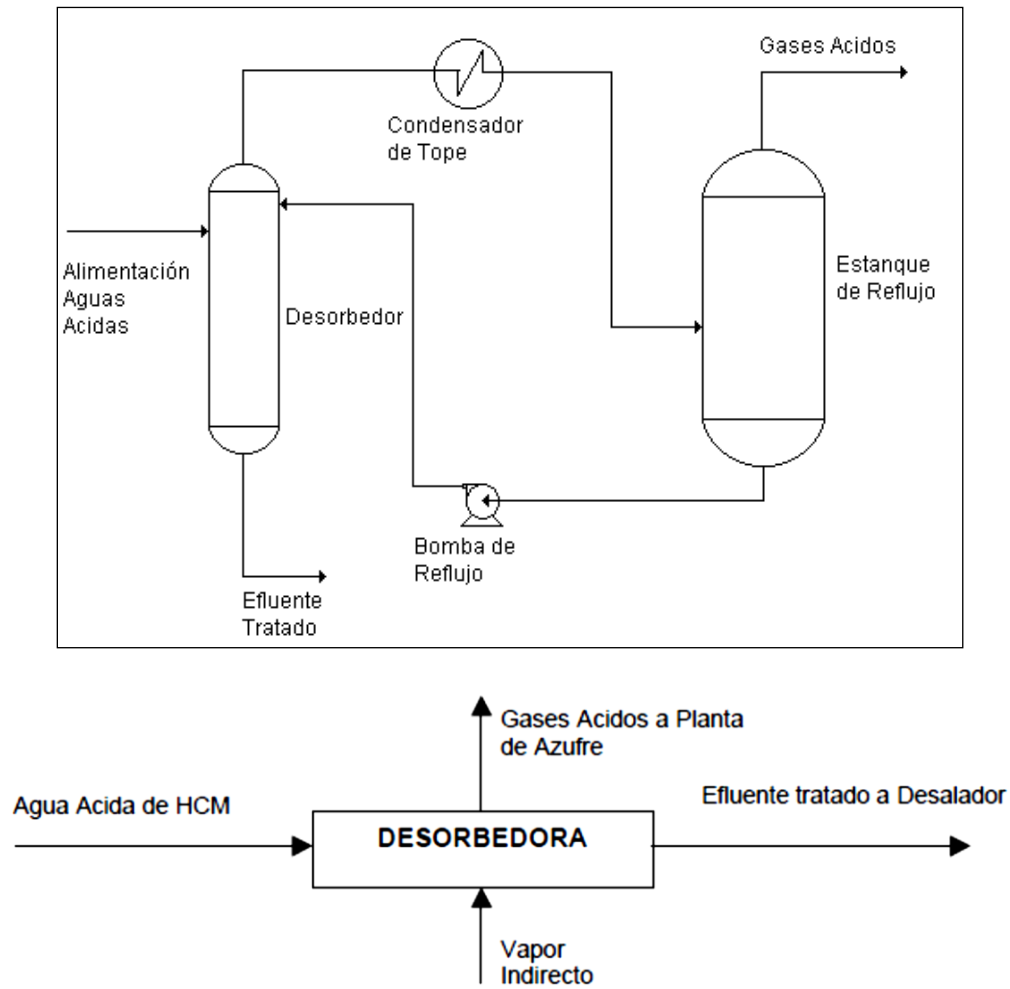 Gases Acidos
Condensador
de Tope
Alimentación
Aguas
Acidas
Desorbedor
Estanque
de Reflujo
Bomba de
Reflujo
Efluente
Tratado
Gases Acidos a Planta
de Azufre
Agua Acida de HCM
Efluente tratado a Desalador
DESORBEDORA
Vapor
Indirecto